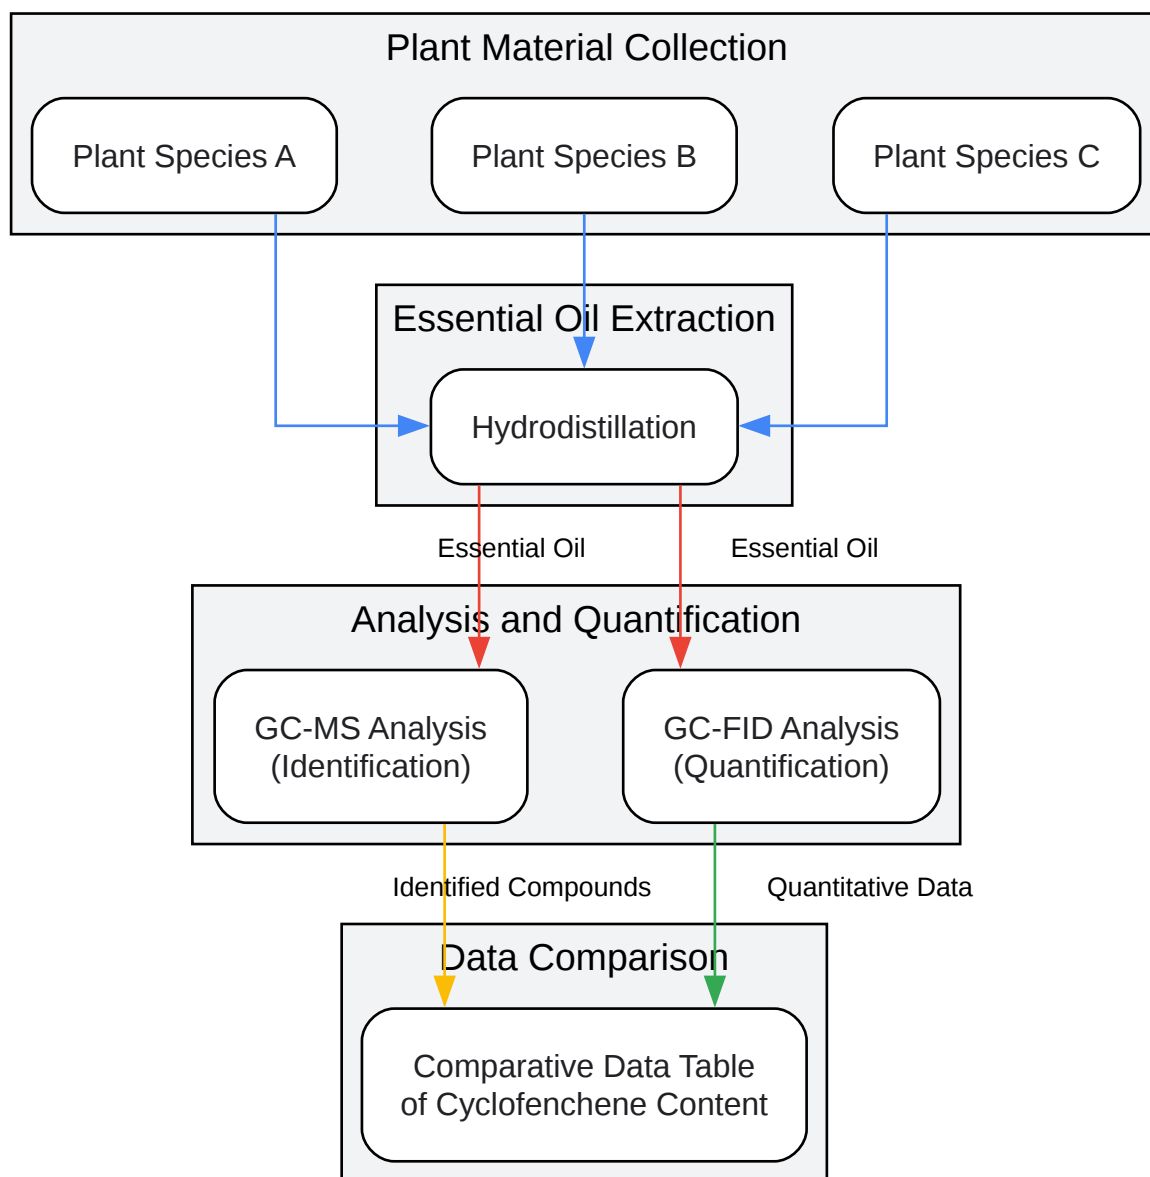 Plant Material Collection
Plant Species A
Plant Species B
Plant Species C
Essential Oil Extraction
Hydrodistillation
Essential Oil
Essential Oil
Analysis and Quantification
GC-MS Analysis
(Identification)
GC-FID Analysis
(Quantification)
Identified Compounds
Quantitative Data
Data Comparison
Comparative Data Table
of Cyclofenchene Content